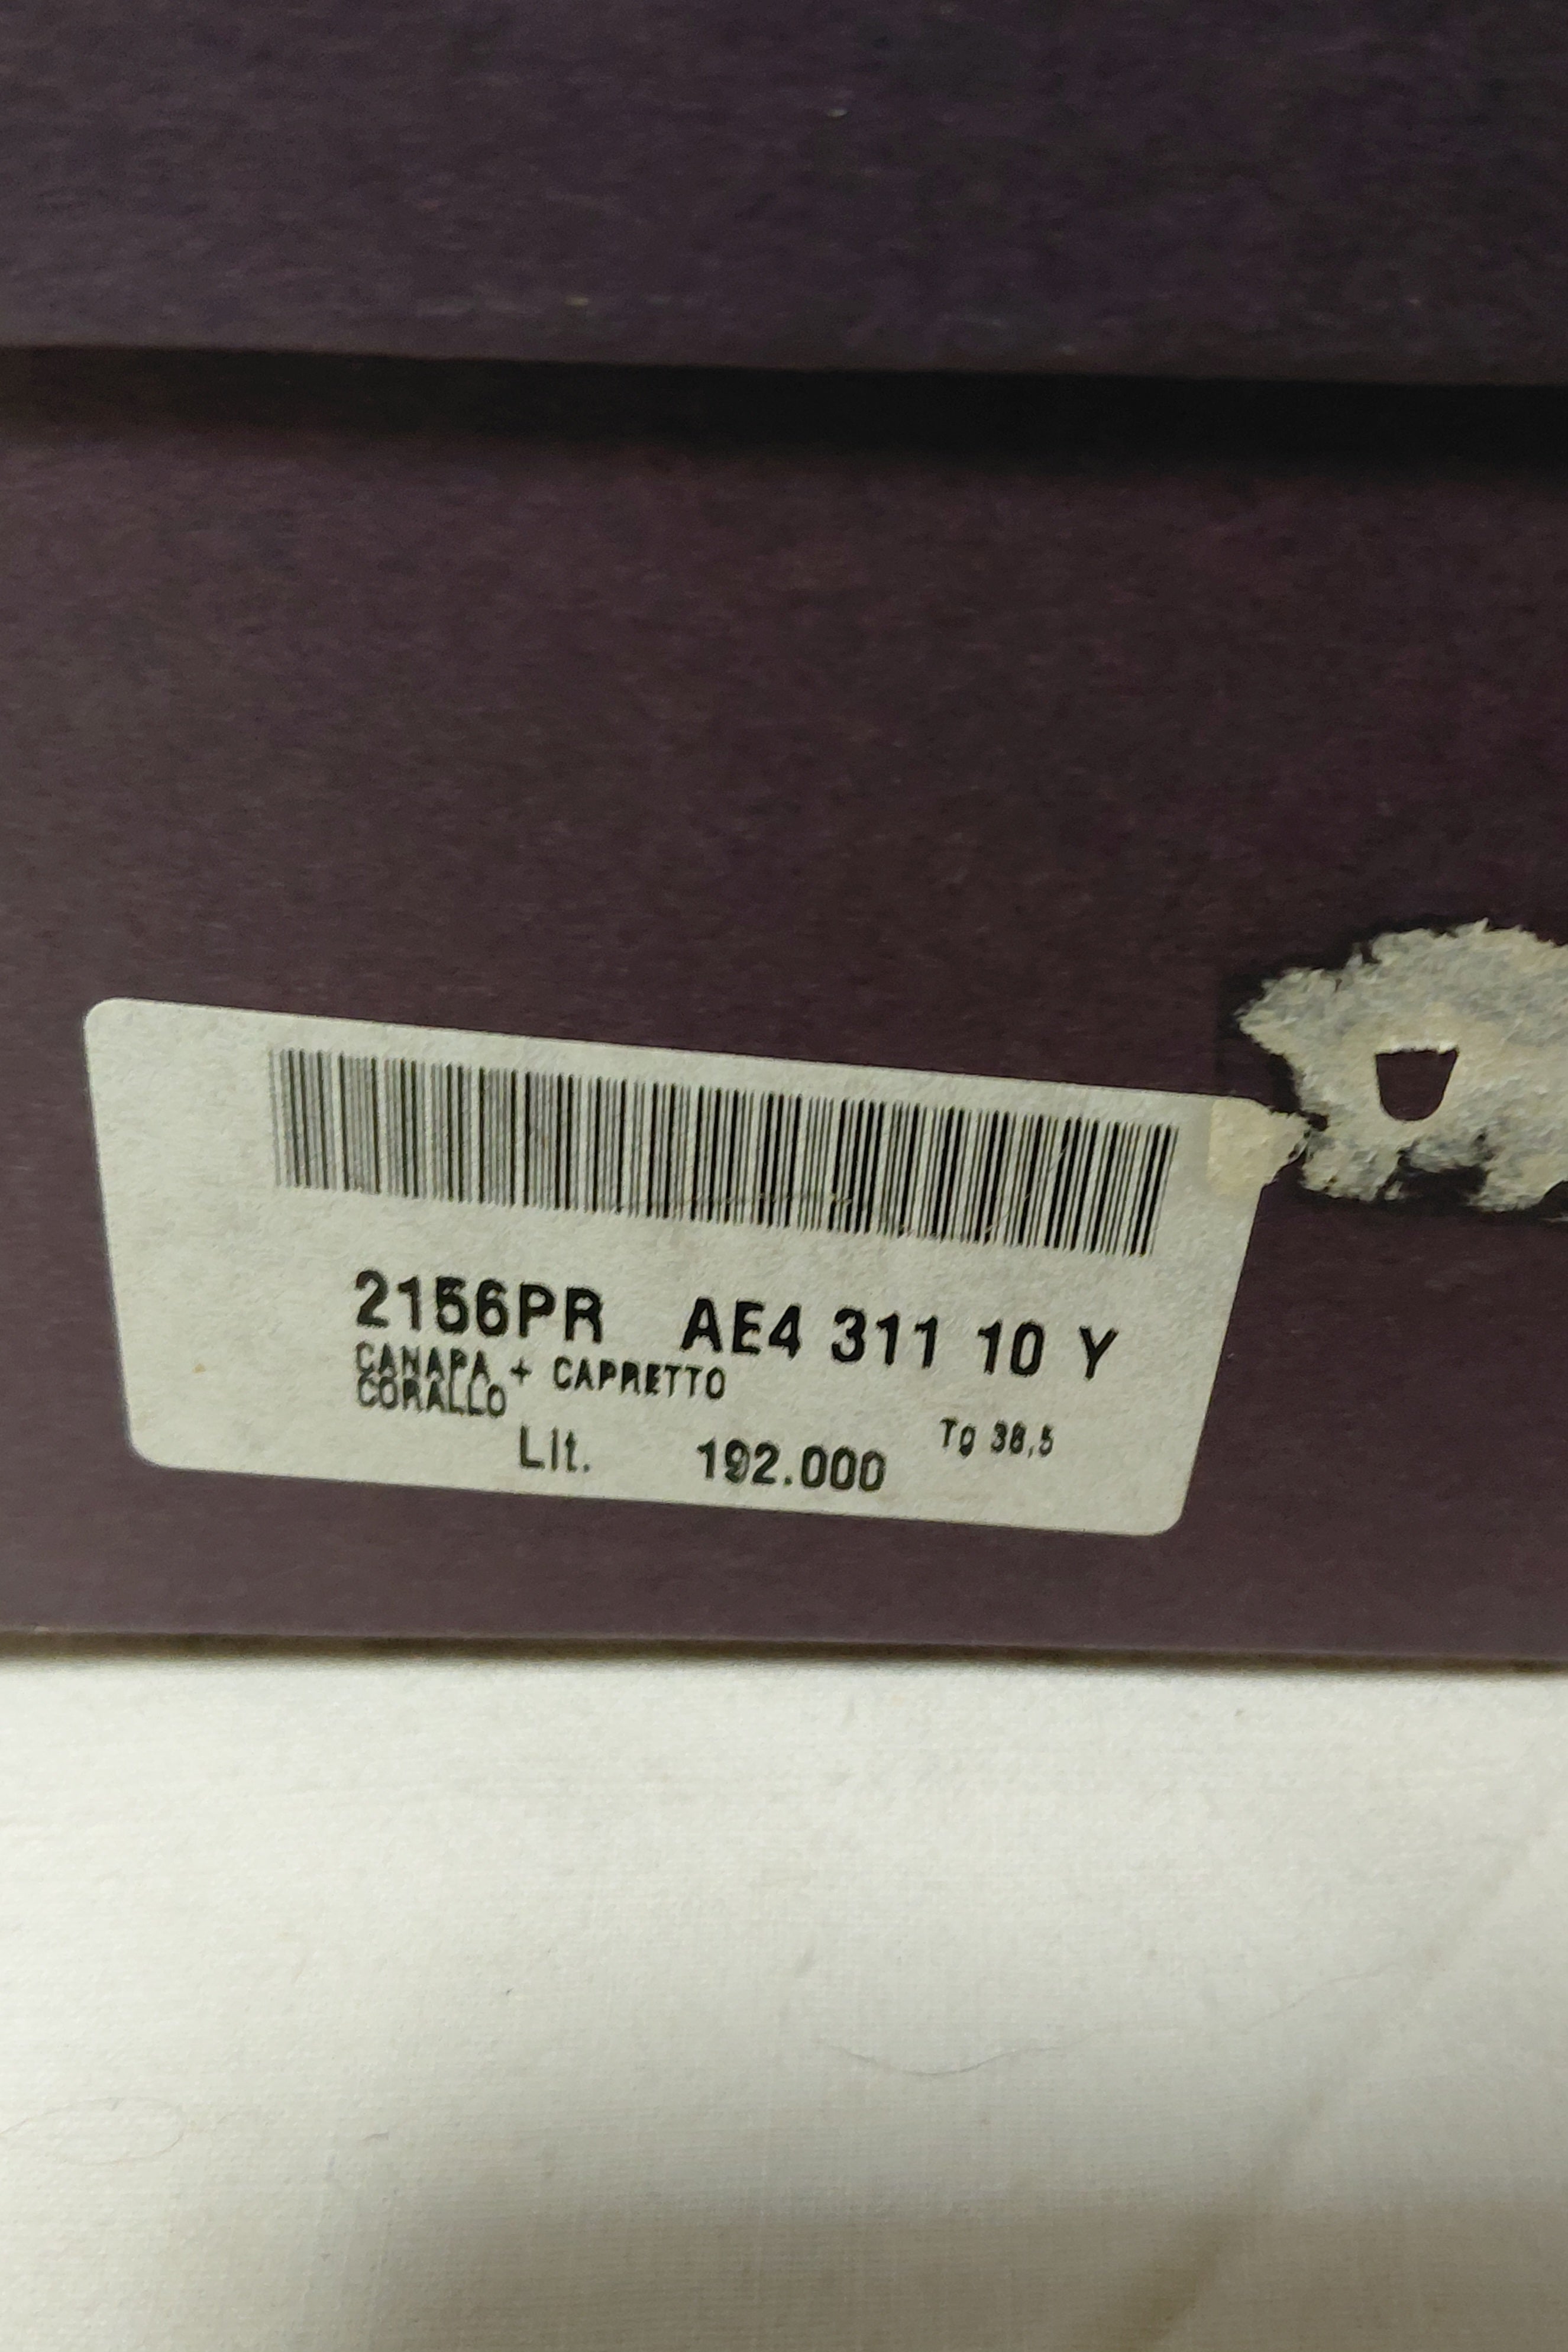 2156PR AE4 311 10 Y
CANAPA + CAPRETTO
CORALLO
Lit. 192.000 Tg 38,5